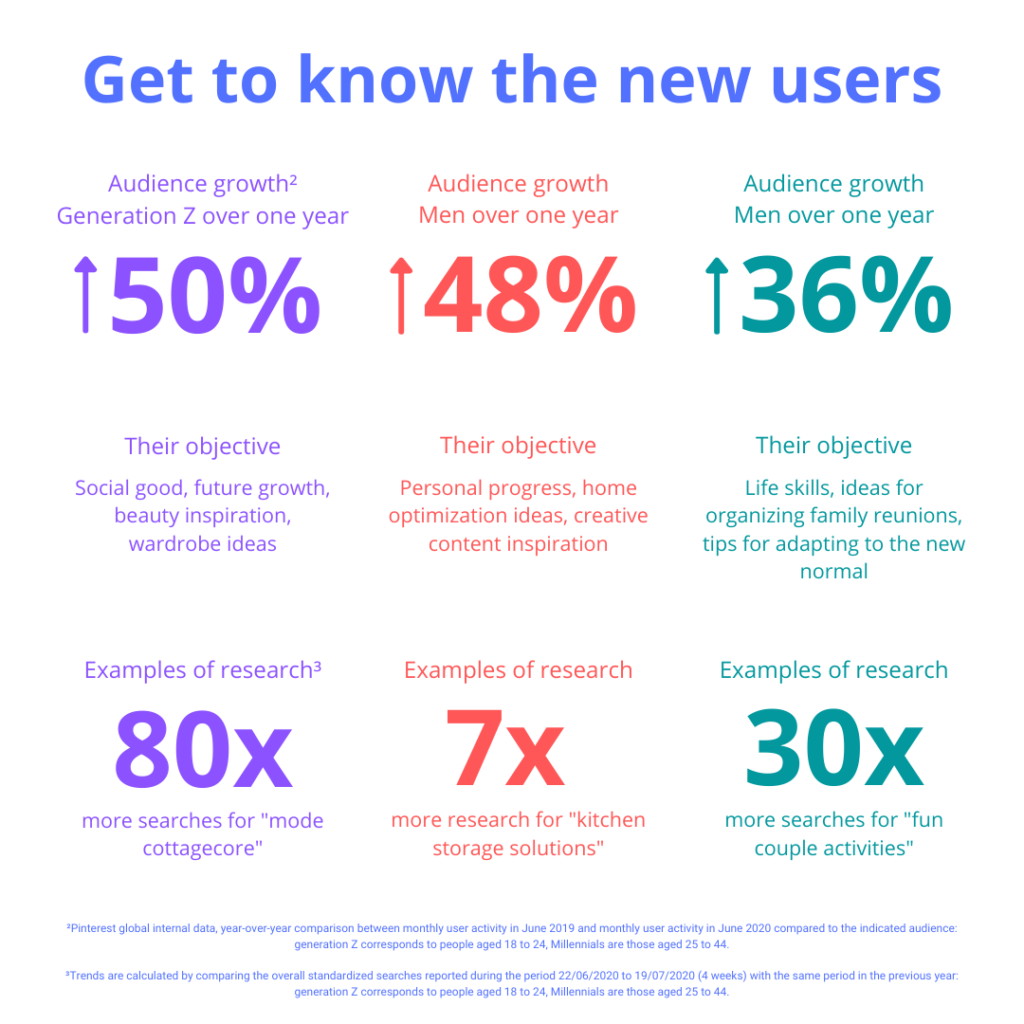 Get to know the new users
Audience growth²
Generation Z over one year
↑50%
Their objective
Social good, future growth,
beauty inspiration,
wardrobe ideas
Examples of research³
80x
more searches for "mode
cottagecore"
Audience growth
Men over one year
↑48%
Their objective
Personal progress, home
optimization ideas, creative
content inspiration
Examples of research
7x
more research for "kitchen
storage solutions"
Audience growth
Men over one year
↑36%
Their objective
Life skills, ideas for
organizing family reunions,
tips for adapting to the new
normal
Examples of research
30x
more searches for "fun
couple activities"
²Pinterest global internal data, year-over-year comparison between monthly user activity in June 2019 and monthly user activity in June 2020 compared to the indicated audience:
generation Z corresponds to people aged 18 to 24, Millennials are those aged 25 to 44.
³Trends are calculated by comparing the overall standardized searches reported during the period 22/06/2020 to 19/07/2020 (4 weeks) with the same period in the previous year:
generation Z corresponds to people aged 18 to 24, Millennials are those aged 25 to 44.